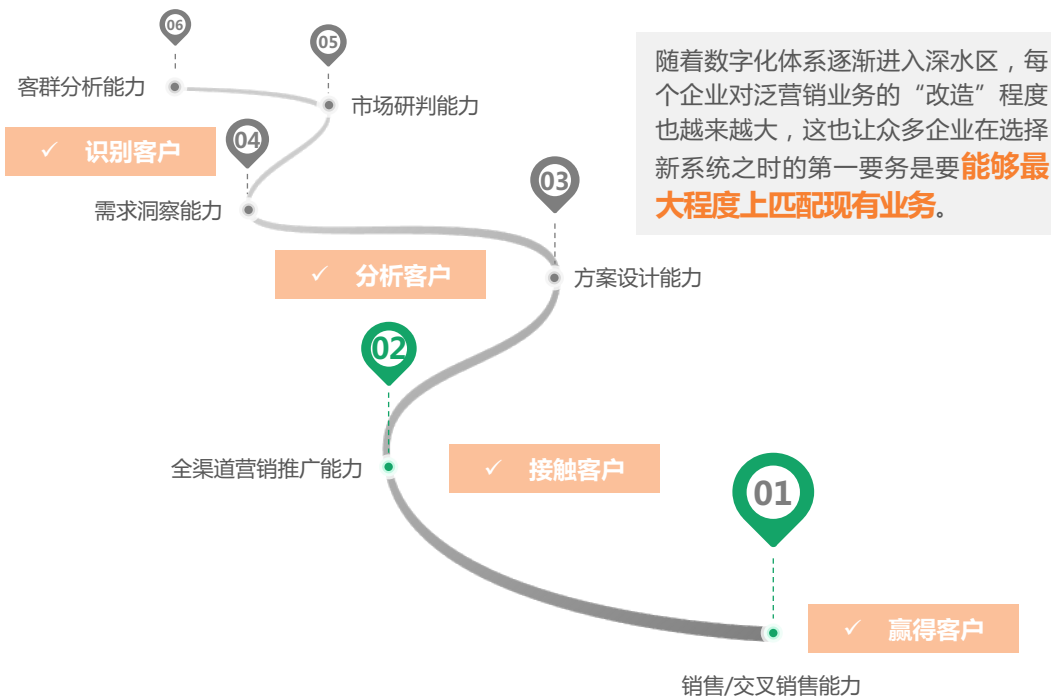 06
05
客群分析能力
市场研判能力
✓ 识别客户
04
需求洞察能力
03
随着数字化体系逐渐进入深水区，每
个企业对泛营销业务的“改造”程度
也越来越大，这也让众多企业在选择
新系统之时的第一要务是要能够最
大程度上匹配现有业务。
✓ 分析客户
方案设计能力
02
全渠道营销推广能力
✓ 接触客户
01
✓ 赢得客户
销售/交叉销售能力